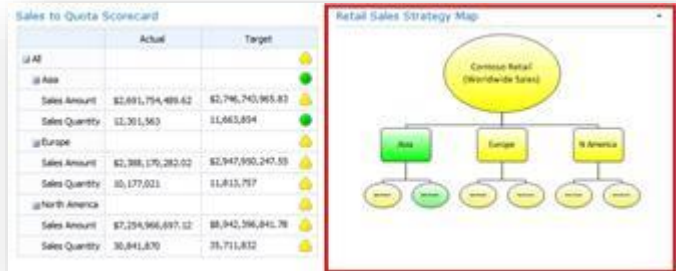 Sales to Quota Scorecard
Actual Target
All
Asia
Sales Amount $2,691,754,489.62 $2,746,743,965.83
Sales Quantity 12,301,563 11,663,854
Europe
Sales Amount $2,388,170,282.02 $2,947,950,247.55
Sales Quantity 10,177,021 11,813,757
North America
Sales Amount $7,254,966,697.12 $8,942,396,841.78
Sales Quantity 30,841,870 35,711,832
Retail Sales Strategy Map
Contoso Retail
(Worldwide Sales)
Asia Europe N America